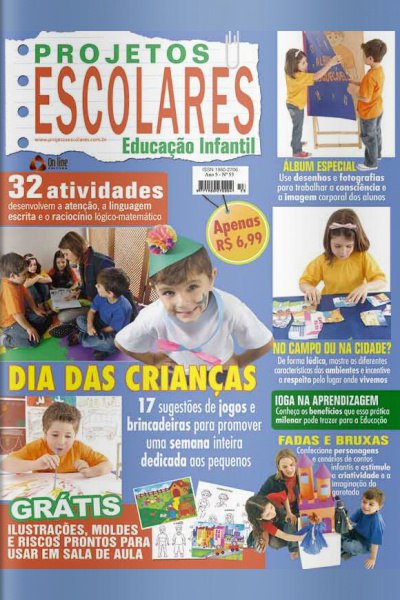 PROJETOS
ESCOLARES
Educação Infantil
www.projetosescolares.com.br
On line
EDITORA
Ano 5 - Nº 55
Apenas
R$ 6,99
32 atividades
desenvolvem a atenção, a linguagem
escrita e o raciocínio lógico-matemático
ÁLBUM ESPECIAL
Use desenhos e fotografias
para trabalhar a consciência e
a imagem corporal dos alunos
NO CAMPO OU NA CIDADE?
De forma lúdica, mostre as diferentes
características dos ambientes e incentive
o respeito pelo lugar onde vivemos
DIA DAS CRIANÇAS
17 sugestões de jogos e
brincadeiras para promover
uma semana inteira
dedicada aos pequenos
IOGA NA APRENDIZAGEM
Conheça os benefícios que essa prática
milenar pode trazer para a Educação
FADAS E BRUXAS
Confeccione personagens
e cenários de contos
infantis e estimule
a criatividade e a
imaginação da
garotada
GRÁTIS
ILUSTRAÇÕES, MOLDES
E RISCOS PRONTOS PARA
USAR EM SALA DE AULA